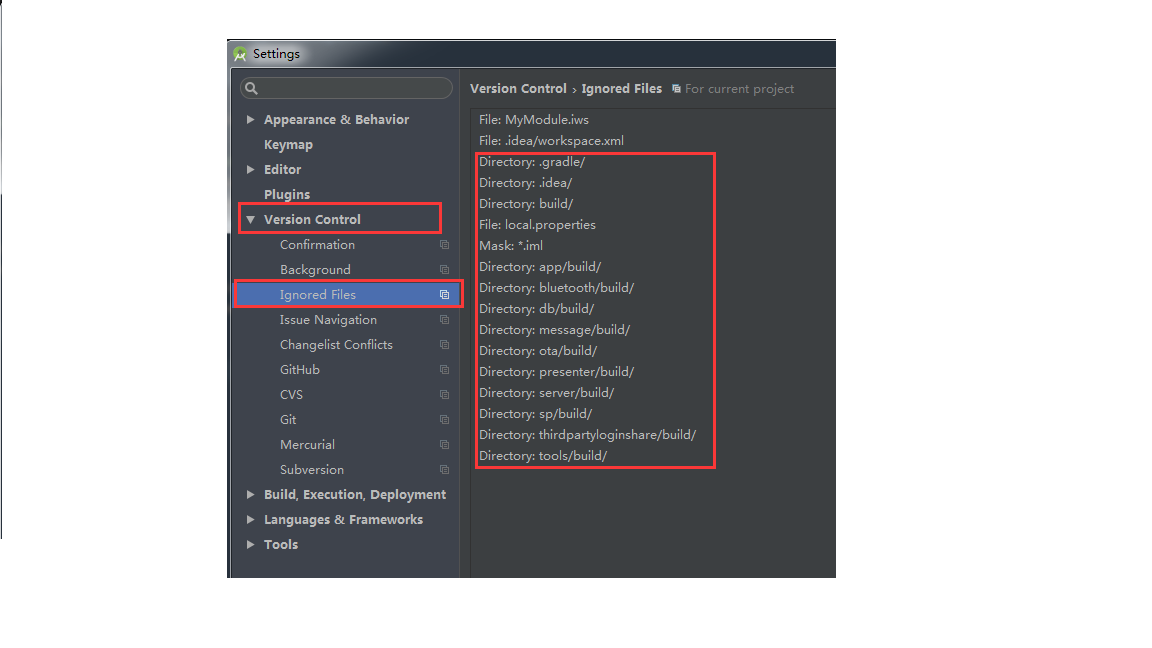 Settings
Appearance & Behavior
Keymap
Editor
Plugins
Version Control
Confirmation
Background
Ignored Files
Issue Navigation
Changelist Conflicts
GitHub
CVS
Git
Mercurial
Subversion
Build, Execution, Deployment
Languages & Frameworks
Tools
Version Control › Ignored Files For current project
File: MyModule.iws
File: .idea/workspace.xml
Directory: .gradle/
Directory: .idea/
Directory: build/
File: local.properties
Mask: *.iml
Directory: app/build/
Directory: bluetooth/build/
Directory: db/build/
Directory: message/build/
Directory: ota/build/
Directory: presenter/build/
Directory: server/build/
Directory: sp/build/
Directory: thirdpartyloginshare/build/
Directory: tools/build/